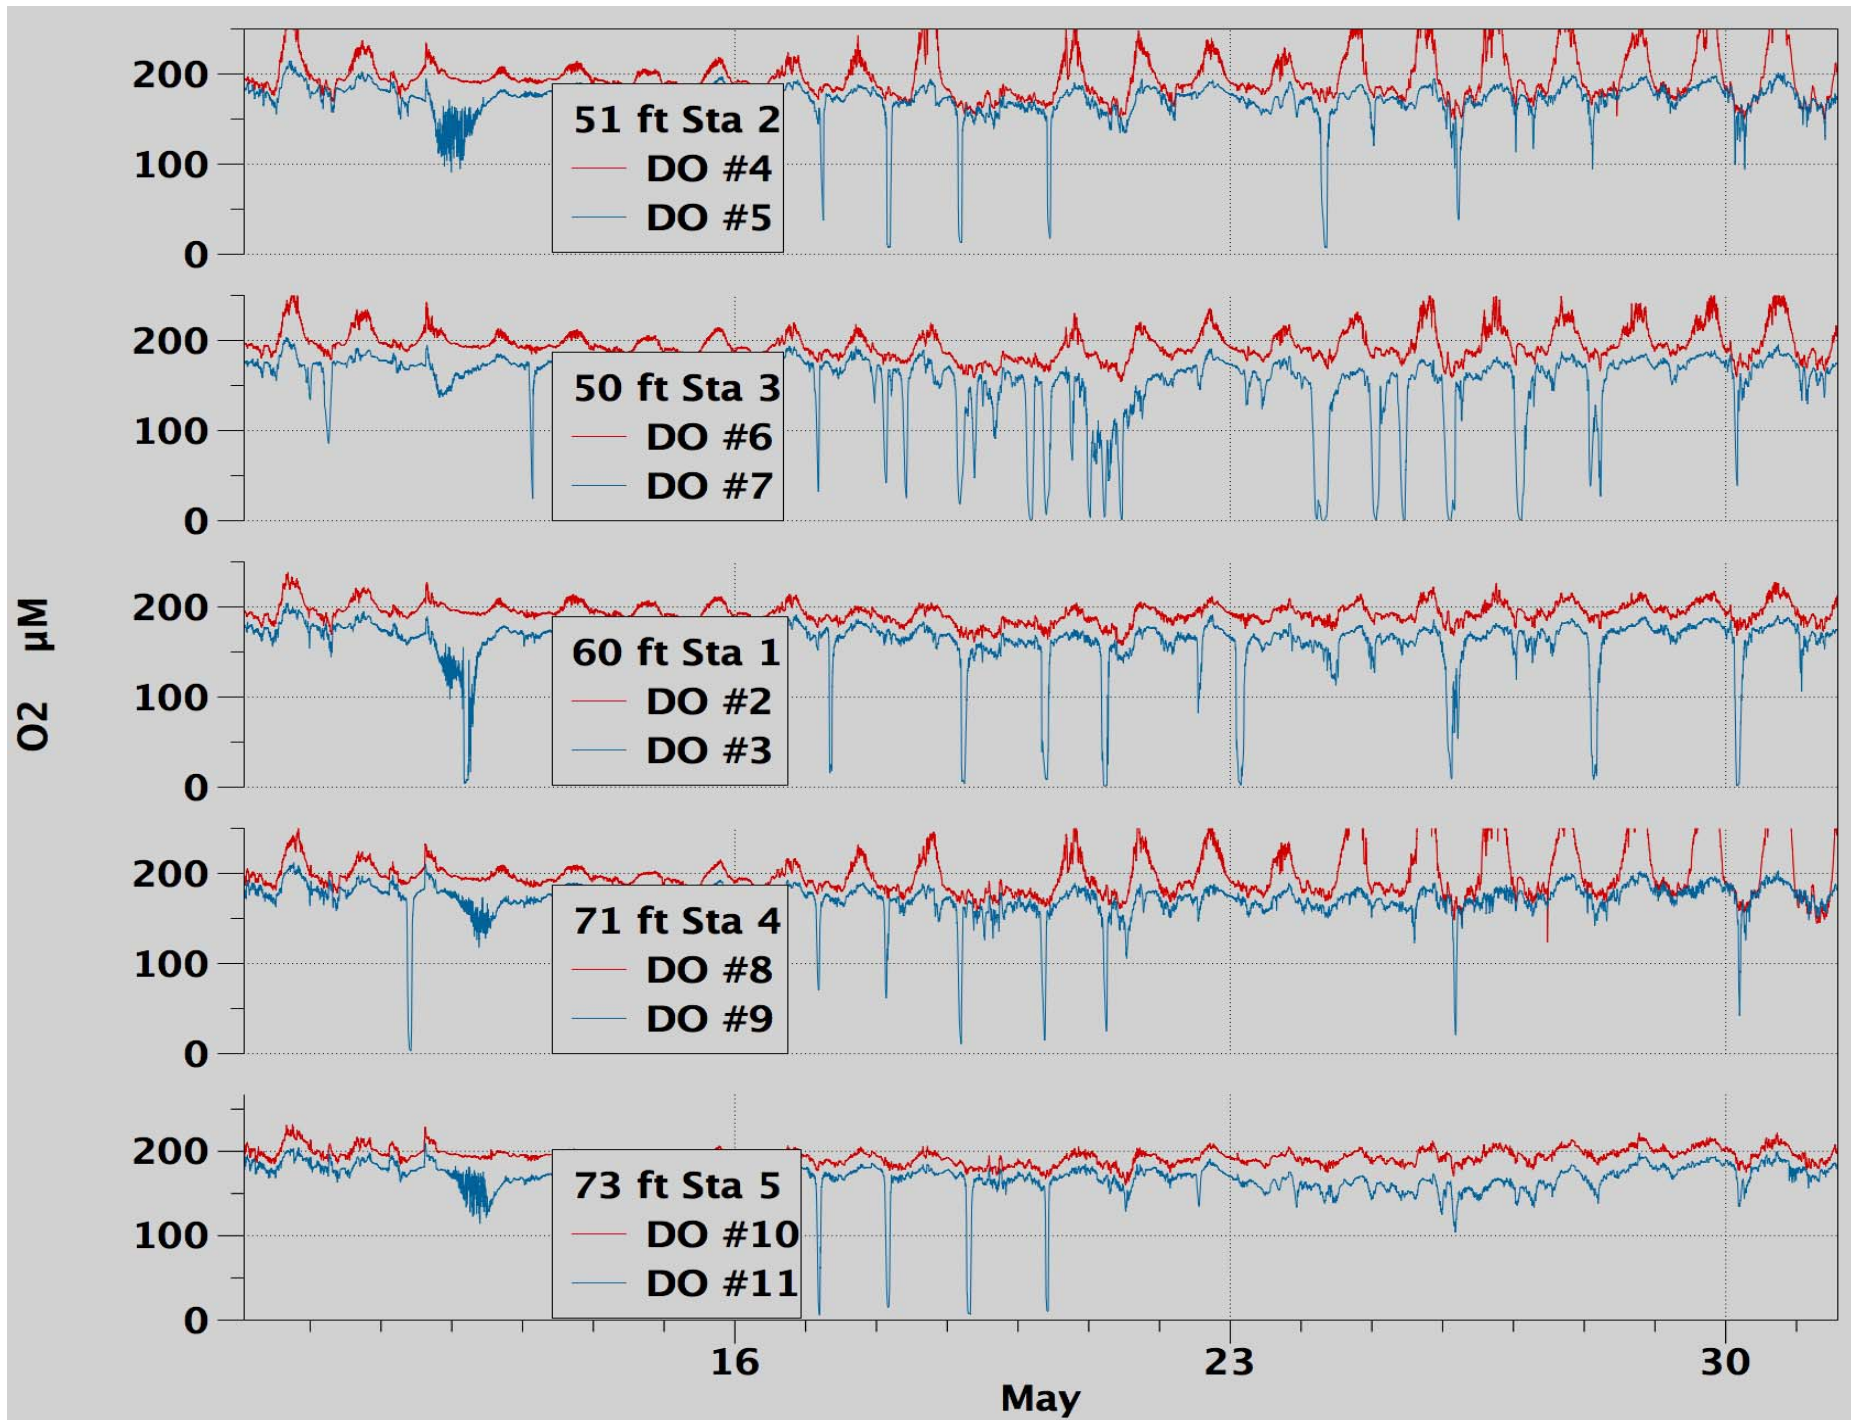 200
100
0
51 ft Sta 2
DO #4
DO #5
200
100
0
50 ft Sta 3
DO #6
DO #7
O2 µM
200
100
0
60 ft Sta 1
DO #2
DO #3
200
100
0
71 ft Sta 4
DO #8
DO #9
200
100
0
73 ft Sta 5
DO #10
DO #11
16 23 30
May